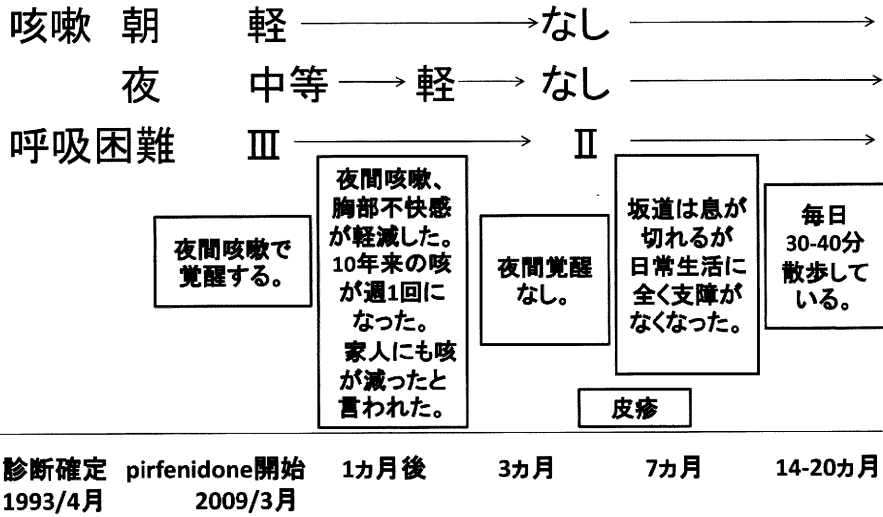 咳嗽 朝 軽 → なし →
夜 中等 → 軽 → なし →
呼吸困難 Ⅲ → Ⅱ →
夜間咳嗽で
覚醒する。
夜間咳嗽、
胸部不快感
が軽減した。
10年来の咳
が週1回に
なった。
家人にも咳
が減ったと
言われた。
夜間覚醒
なし。
坂道は息が
切れるが
日常生活に
全く支障が
なくなった。
毎日
30-40分
散歩して
いる。
皮疹
診断確定 pirfenidone開始 1カ月後 3カ月 7カ月 14-20カ月
1993/4月 2009/3月